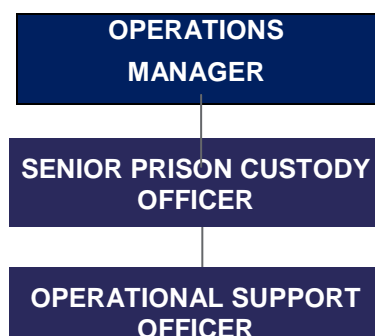 OPERATIONS
MANAGER
SENIOR PRISON CUSTODY
OFFICER
OPERATIONAL SUPPORT
OFFICER